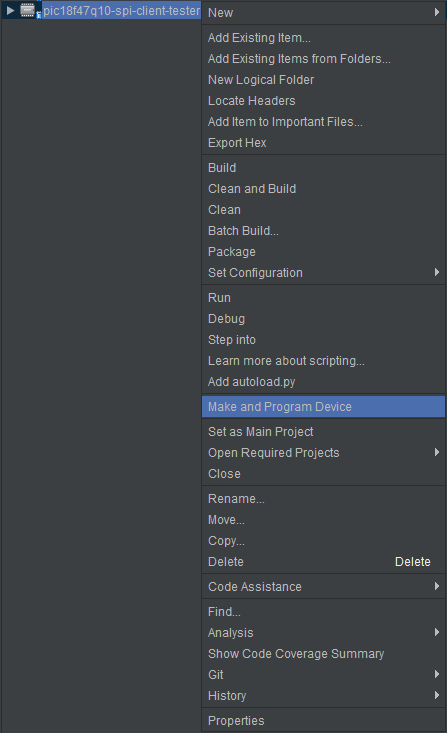 pic18f47q10-spi-client-tester
New
Add Existing Item...
Add Existing Items from Folders...
New Logical Folder
Locate Headers
Add Item to Important Files...
Export Hex
Build
Clean and Build
Clean
Batch Build...
Package
Set Configuration
Run
Debug
Step into
Learn more about scripting...
Add autoload.py
Make and Program Device
Set as Main Project
Open Required Projects
Close
Rename...
Move...
Copy...
Delete Delete
Code Assistance
Find...
Analysis
Show Code Coverage Summary
Git
History
Properties